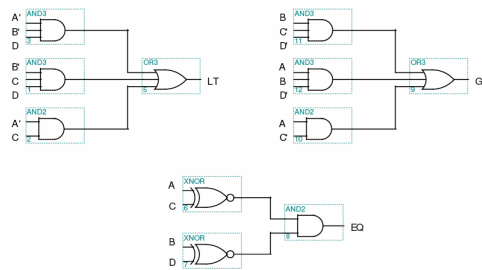 AND3
A'
B'
D
3
AND3
B'
C
D
1
AND2
A'
C
2
OR3
5
LT
AND3
B
C'
D'
11
AND3
A
B
D'
12
AND2
A
C'
10
OR3
9
G
XNOR
A
C
6
XNOR
B
D
7
AND2
8
EQ